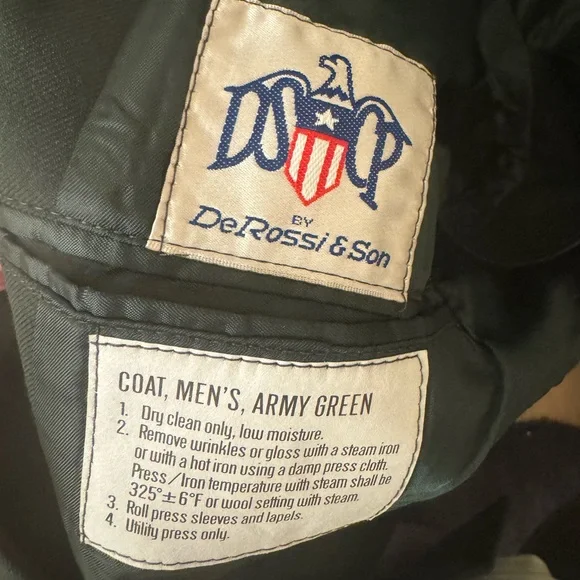 DSCP
BY
DeRossi & Son
COAT, MEN'S, ARMY GREEN
1. Dry clean only, low moisture.
2. Remove wrinkles or gloss with a steam iron
or with a hot iron using a damp press cloth.
Press/Iron temperature with steam shall be
325°±6°F or wool setting with steam.
3. Roll press sleeves and lapels.
4. Utility press only.